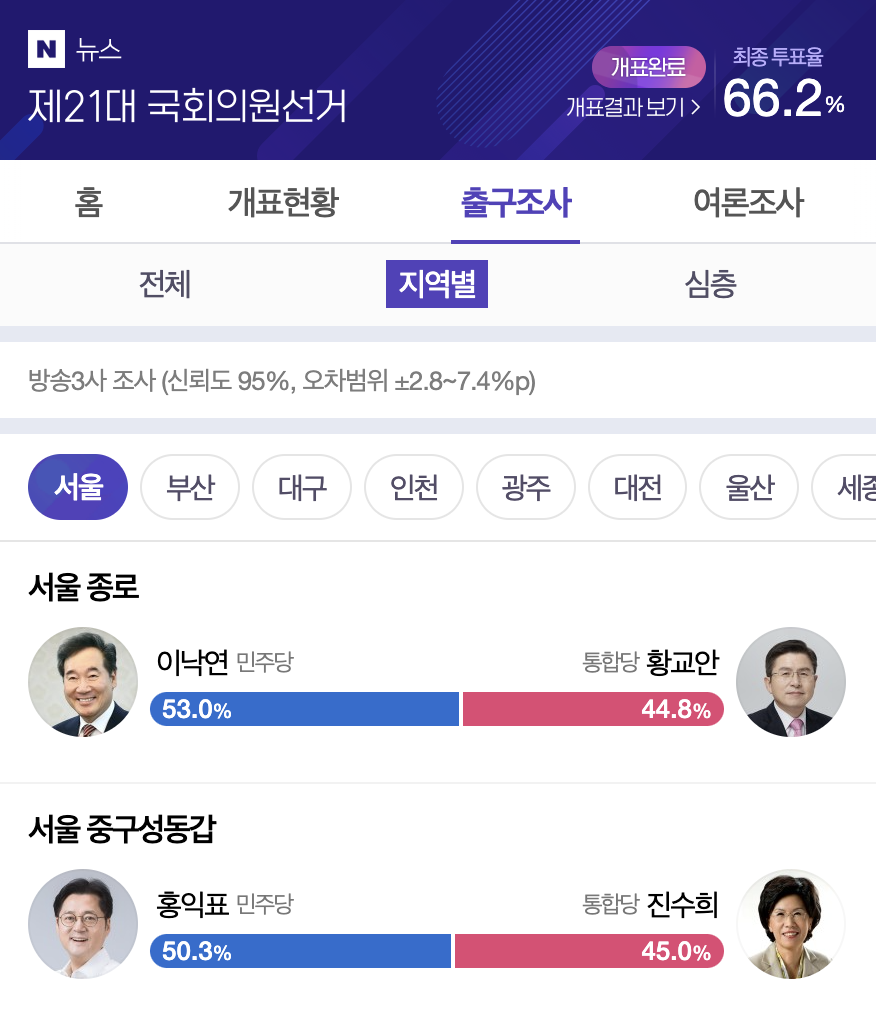 N 뉴스
제21대 국회의원선거
개표완료
개표결과 보기 >
최종 투표율
66.2%
홈 개표현황 출구조사 여론조사
전체 지역별 심층
방송3사 조사 (신뢰도 95%, 오차범위 ±2.8~7.4%p)
서울 부산 대구 인천 광주 대전 울산 세종
서울 종로
이낙연 민주당 통합당 황교안
53.0% 44.8%
서울 중구성동갑
홍익표 민주당 통합당 진수희
50.3% 45.0%